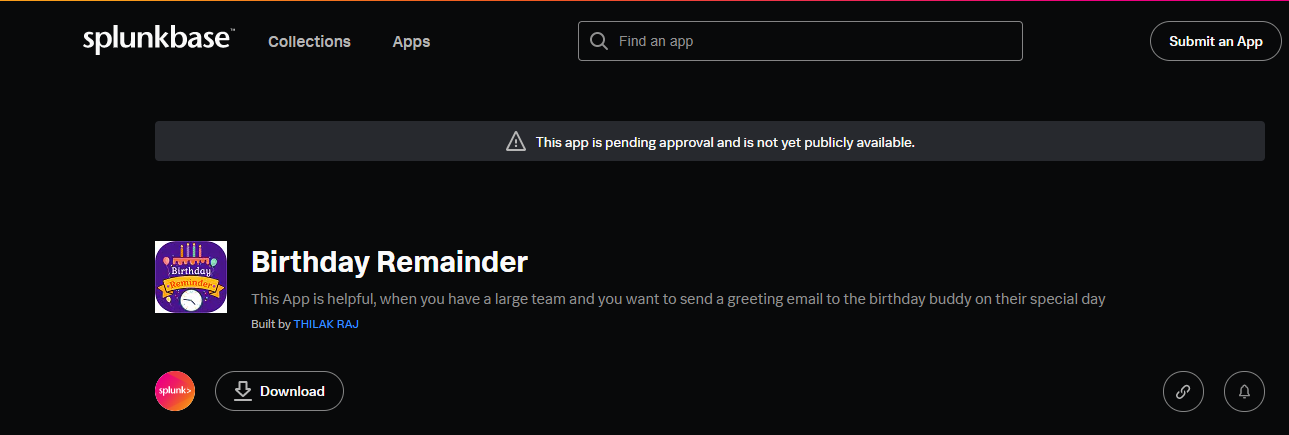 splunkbase™
Collections
Apps
Find an app
Submit an App
This app is pending approval and is not yet publicly available.
Birthday
Reminder
Birthday Remainder
This App is helpful, when you have a large team and you want to send a greeting email to the birthday buddy on their special day
Built by THILAK RAJ
splunk>
Download